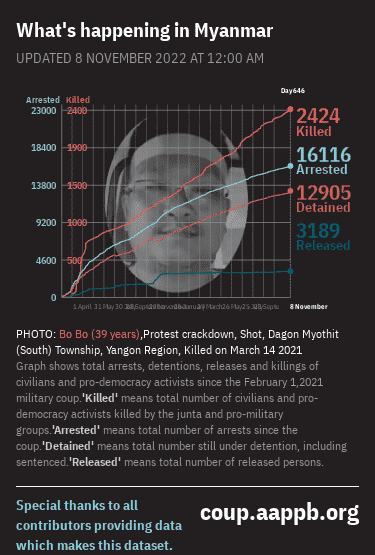 What's happening in Myanmar
UPDATED 8 NOVEMBER 2022 AT 12:00 AM
Day646
Arrested Killed
23000 2400
18400 1900
13800 1500
9200 1000
4600 500
0
2424
Killed
16116
Arrested
12905
Detained
3189
Released
1 April 31 May 30
8 November
PHOTO: Bo Bo (39 years),Protest crackdown, Shot, Dagon Myothit
(South) Township, Yangon Region, Killed on March 14 2021
Graph shows total arrests, detentions, releases and killings of
civilians and pro-democracy activists since the February 1,2021
military coup.'Killed' means total number of civilians and pro-
democracy activists killed by the junta and pro-military
groups.'Arrested' means total number of arrests since the
coup.'Detained' means total number still under detention, including
sentenced.'Released' means total number of released persons.
Special thanks to all
contributors providing data
which makes this dataset.
coup.aappb.org